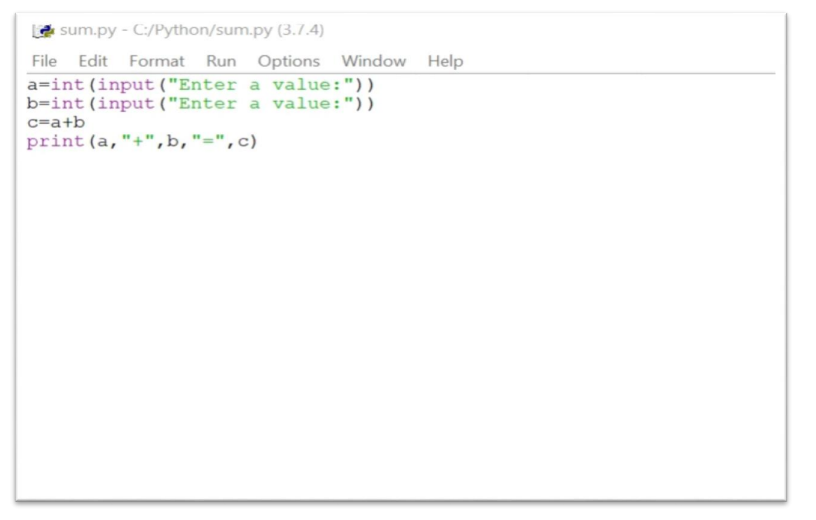 sum.py - C:/Python/sum.py (3.7.4)
File Edit Format Run Options Window Help
a=int(input("Enter a value:"))
b=int(input("Enter a value:"))
c=a+b
print(a,"+",b,"=",c)